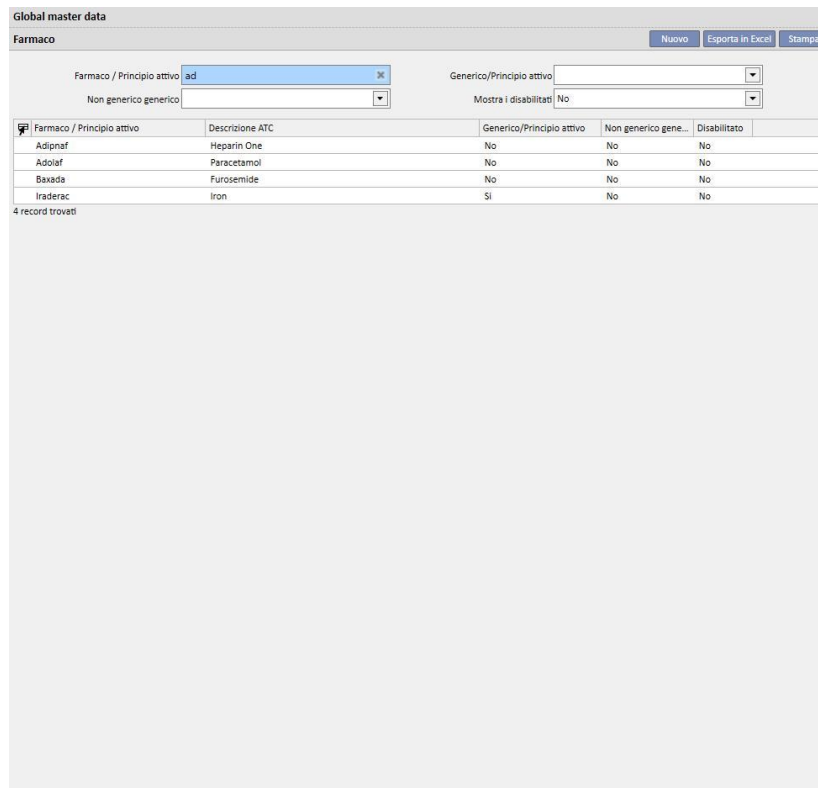 Global master data
Farmaco Nuovo Esporta in Excel Stampa
Farmaco / Principio attivo ad Generico/Principio attivo
Non generico generico Mostra i disabilitati No
Farmaco / Principio attivo Descrizione ATC Generico/Principio attivo Non generico gene... Disabilitato
Adipnaf Heparin One No No No
Adolaf Paracetamol No No No
Baxada Furosemide No No No
Iraderac Iron Si No No
4 record trovati